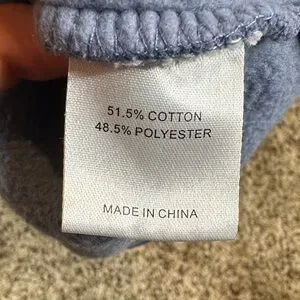 51.5% COTTON
48.5% POLYESTER
MADE IN CHINA